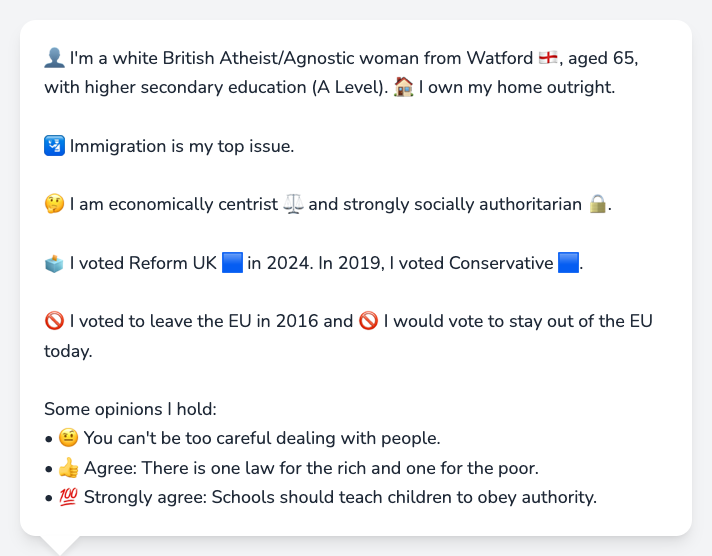 👤 I'm a white British Atheist/Agnostic woman from Watford 🏴󠁧󠁢󠁥󠁮󠁧󠁿, aged 65,
with higher secondary education (A Level). 🏠 I own my home outright.
🛂 Immigration is my top issue.
🤔 I am economically centrist ⚖️ and strongly socially authoritarian 🔒.
🗳️ I voted Reform UK 🟦 in 2024. In 2019, I voted Conservative 🟦.
🚫 I voted to leave the EU in 2016 and 🚫 I would vote to stay out of the EU
today.
Some opinions I hold:
• 🤨 You can't be too careful dealing with people.
• 👍 Agree: There is one law for the rich and one for the poor.
• 💯 Strongly agree: Schools should teach children to obey authority.